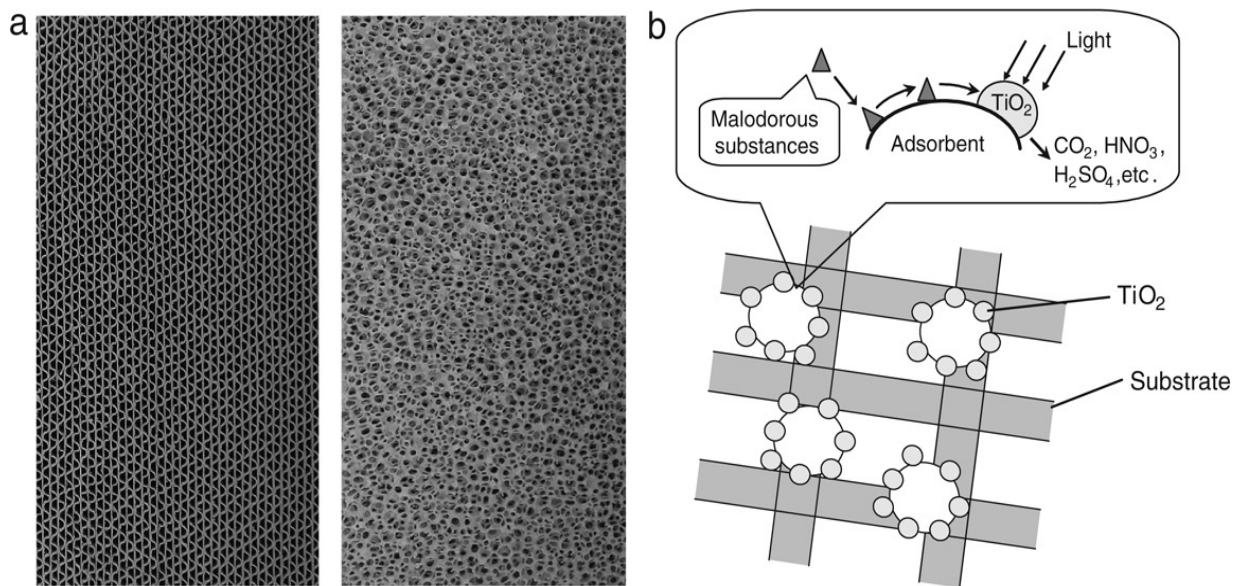 a
b
Light
TiO₂
Malodorous
substances
Adsorbent
CO₂, HNO₃,
H₂SO₄,etc.
TiO₂
Substrate